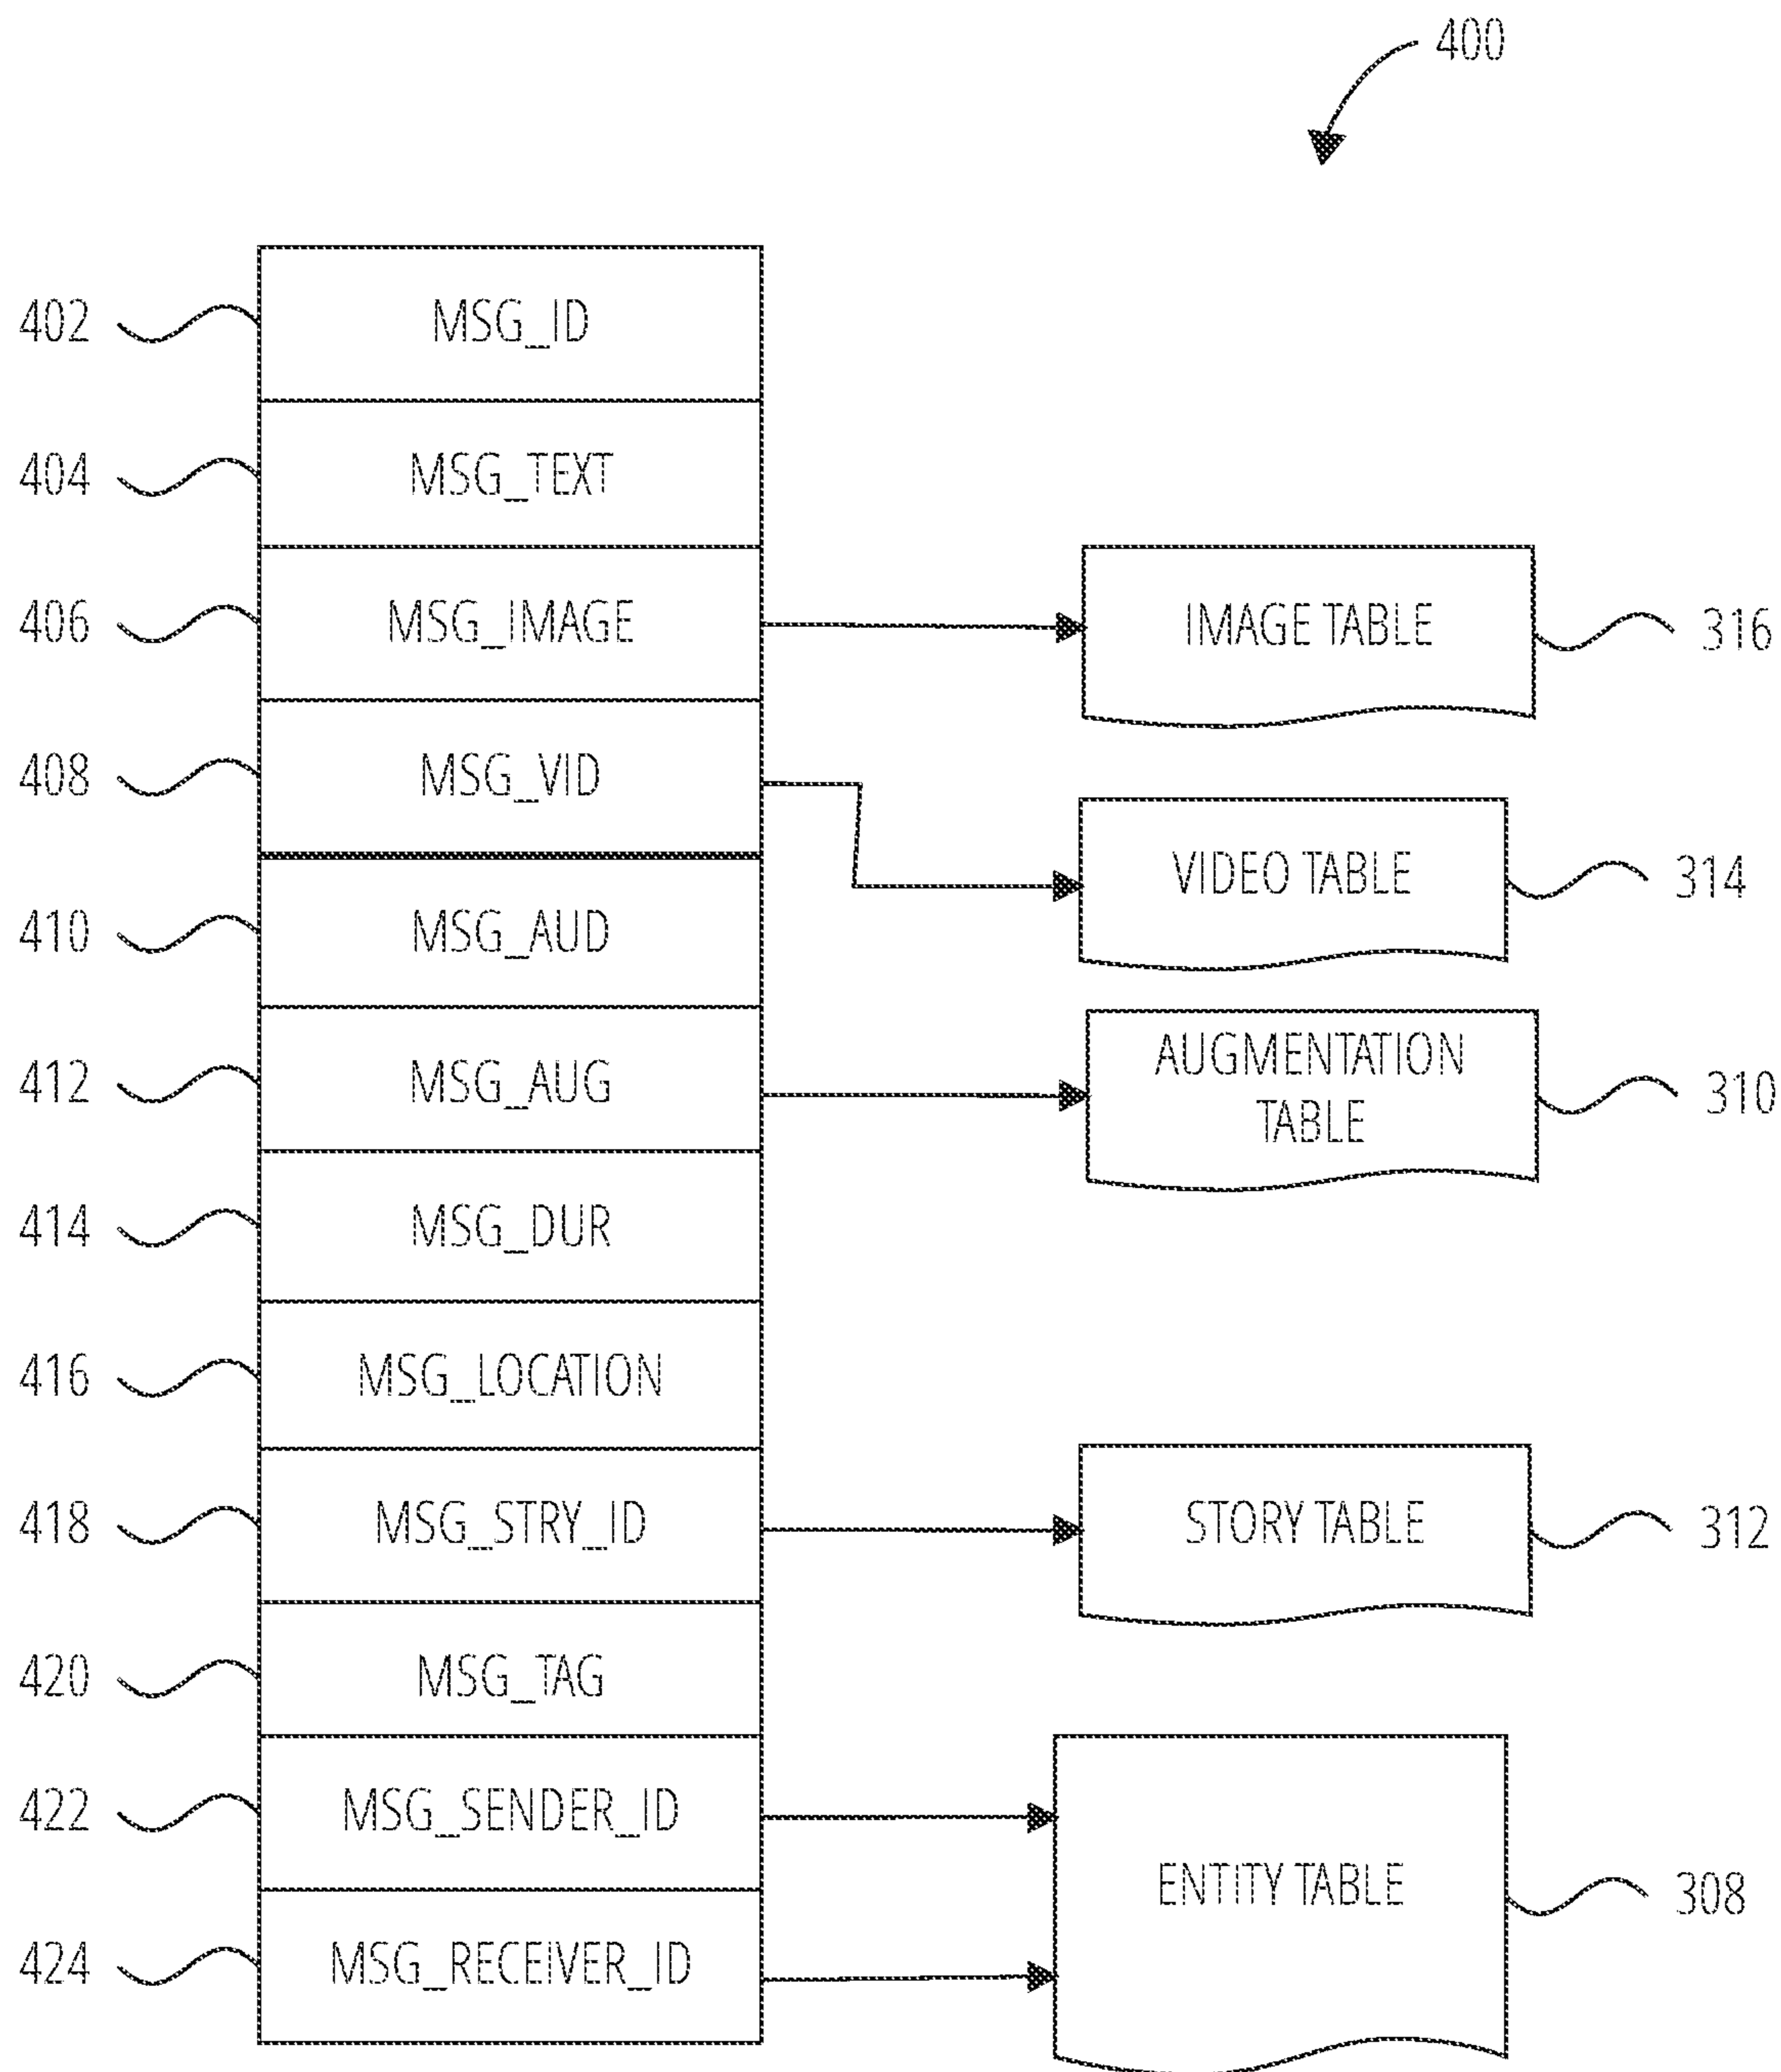 400
402 MSG_ID
404 MSG_TEXT
406 MSG_IMAGE IMAGE TABLE 316
408 MSG_VID
VIDEO TABLE 314
410 MSG_AUD
412 MSG_AUG
AUGMENTATION
TABLE
310
414 MSG_DUR
416 MSG_LOCATION
418 MSG_STRY_ID STORY TABLE 312
420 MSG_TAG
422 MSG_SENDER_ID
ENTITY TABLE 308
424 MSG_RECEIVER_ID